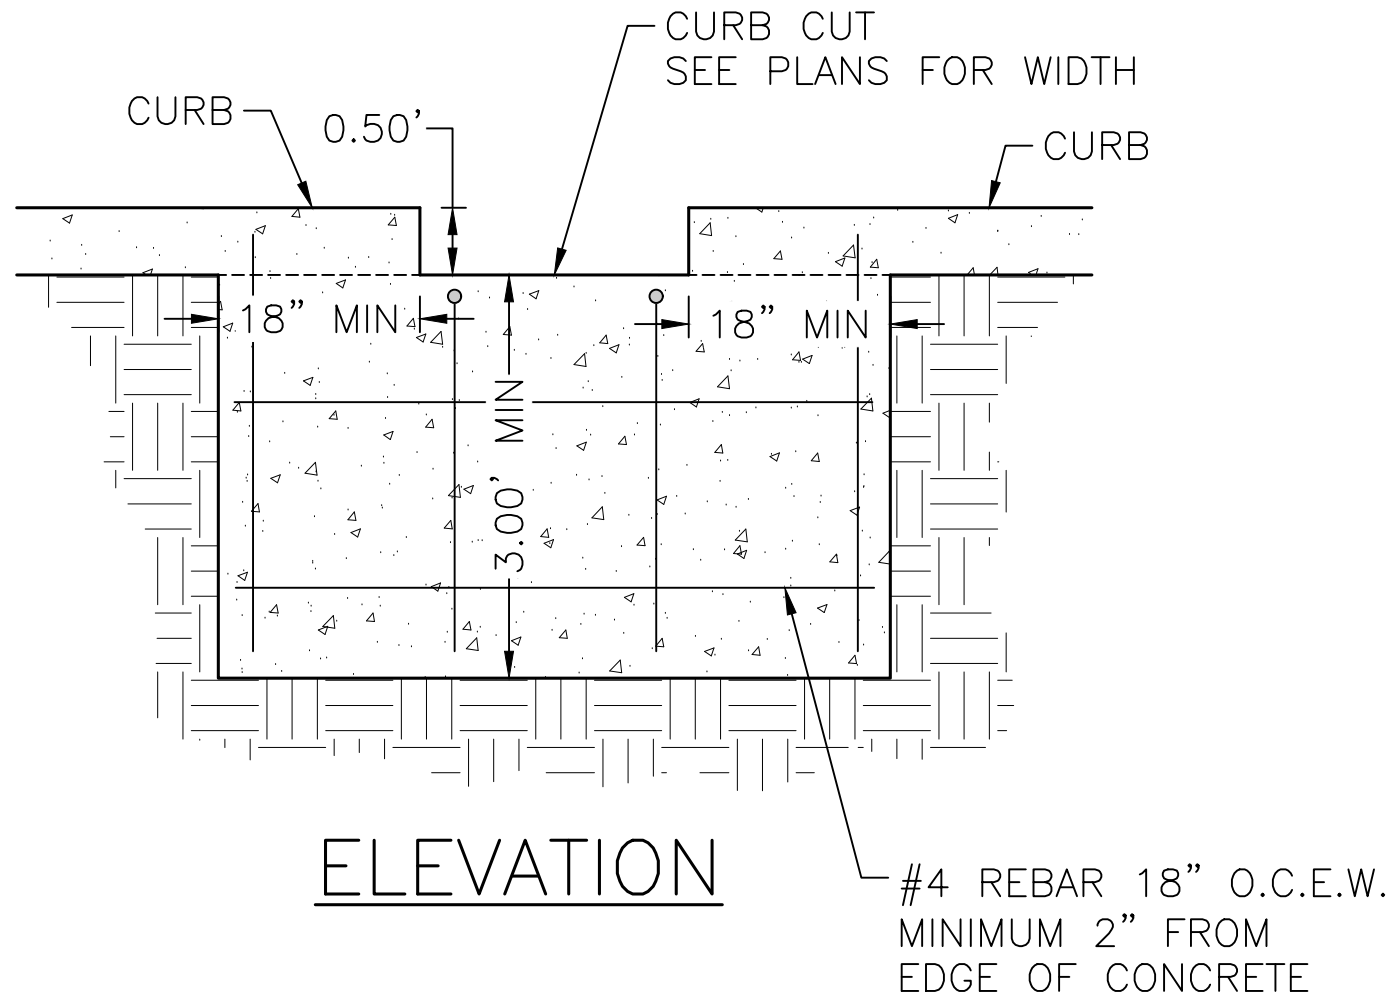 CURB CUT
SEE PLANS FOR WIDTH
CURB
0.50'
CURB
18" MIN
18" MIN
3.00' MIN
ELEVATION
#4 REBAR 18" O.C.E.W.
MINIMUM 2" FROM
EDGE OF CONCRETE